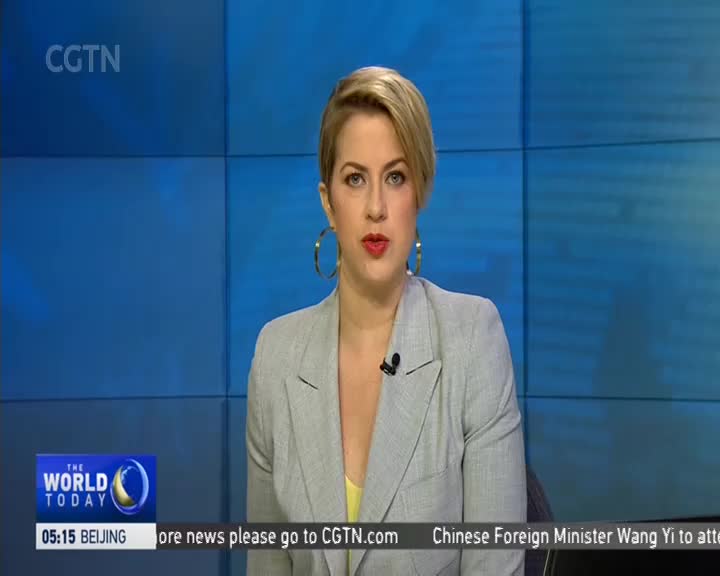 CGTN
THE
WORLD
TODAY
05:15 BEIJING
ore news please go to CGTN.com Chinese Foreign Minister Wang Yi to atte